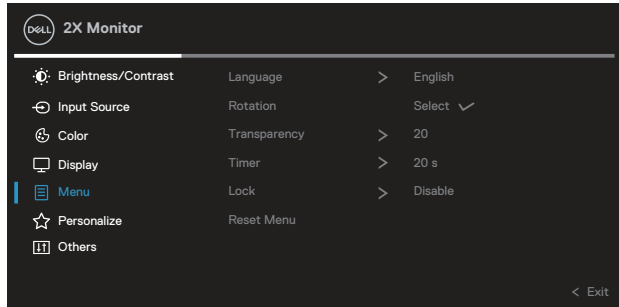 DELL 2X Monitor
Brightness/Contrast Language > English
Input Source Rotation Select ✓
Color Transparency > 20
Display Timer > 20 s
Menu Lock > Disable
Personalize Reset Menu
Others
< Exit